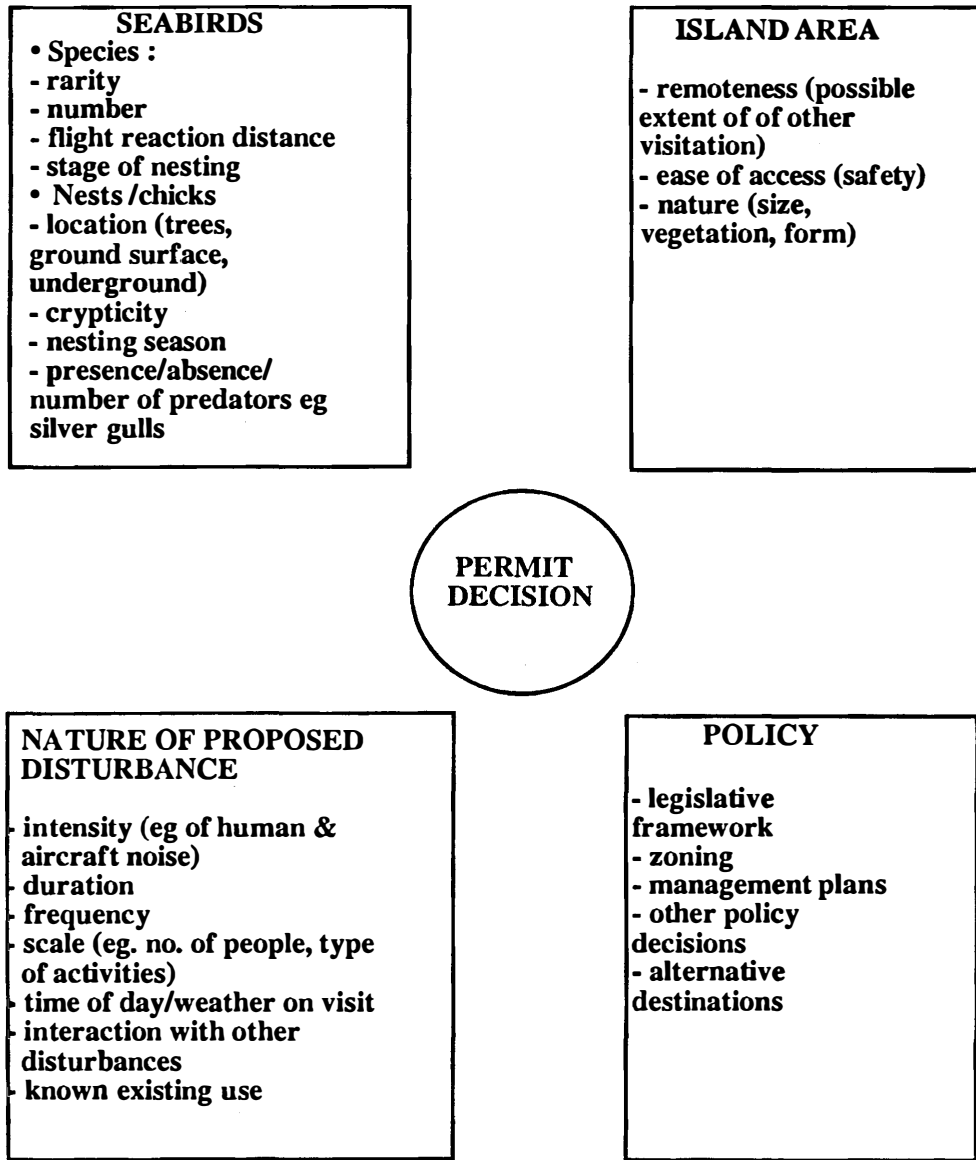 SEABIRDS
• Species :
- rarity
- number
- flight reaction distance
- stage of nesting
• Nests/chicks
- location (trees,
ground surface,
underground)
- crypticity
- nesting season
- presence/absence/
number of predators eg
silver gulls
ISLAND AREA
- remoteness (possible
extent of of other
visitation)
- ease of access (safety)
- nature (size,
vegetation, form)
PERMIT
DECISION
NATURE OF PROPOSED
DISTURBANCE
- intensity (eg of human &
aircraft noise)
- duration
- frequency
- scale (eg. no. of people, type
of activities)
- time of day/weather on visit
- interaction with other
disturbances
- known existing use
POLICY
- legislative
framework
- zoning
- management plans
- other policy
decisions
- alternative
destinations